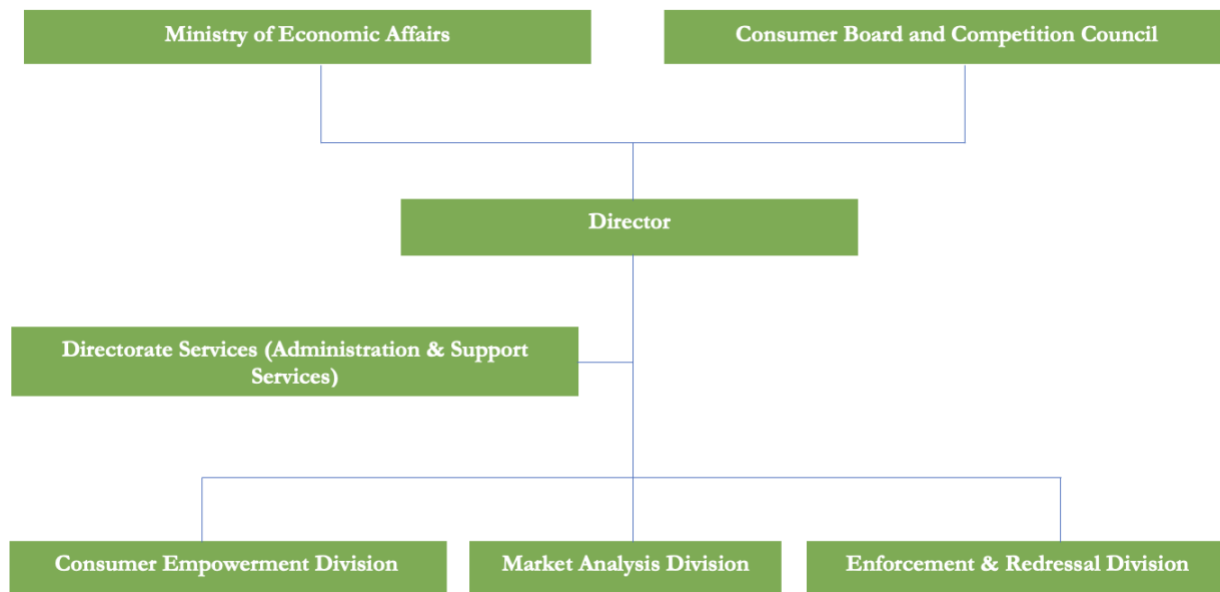 Ministry of Economic Affairs
Consumer Board and Competition Council
Director
Directorate Services (Administration & Support
Services)
Consumer Empowerment Division
Market Analysis Division
Enforcement & Redressal Division